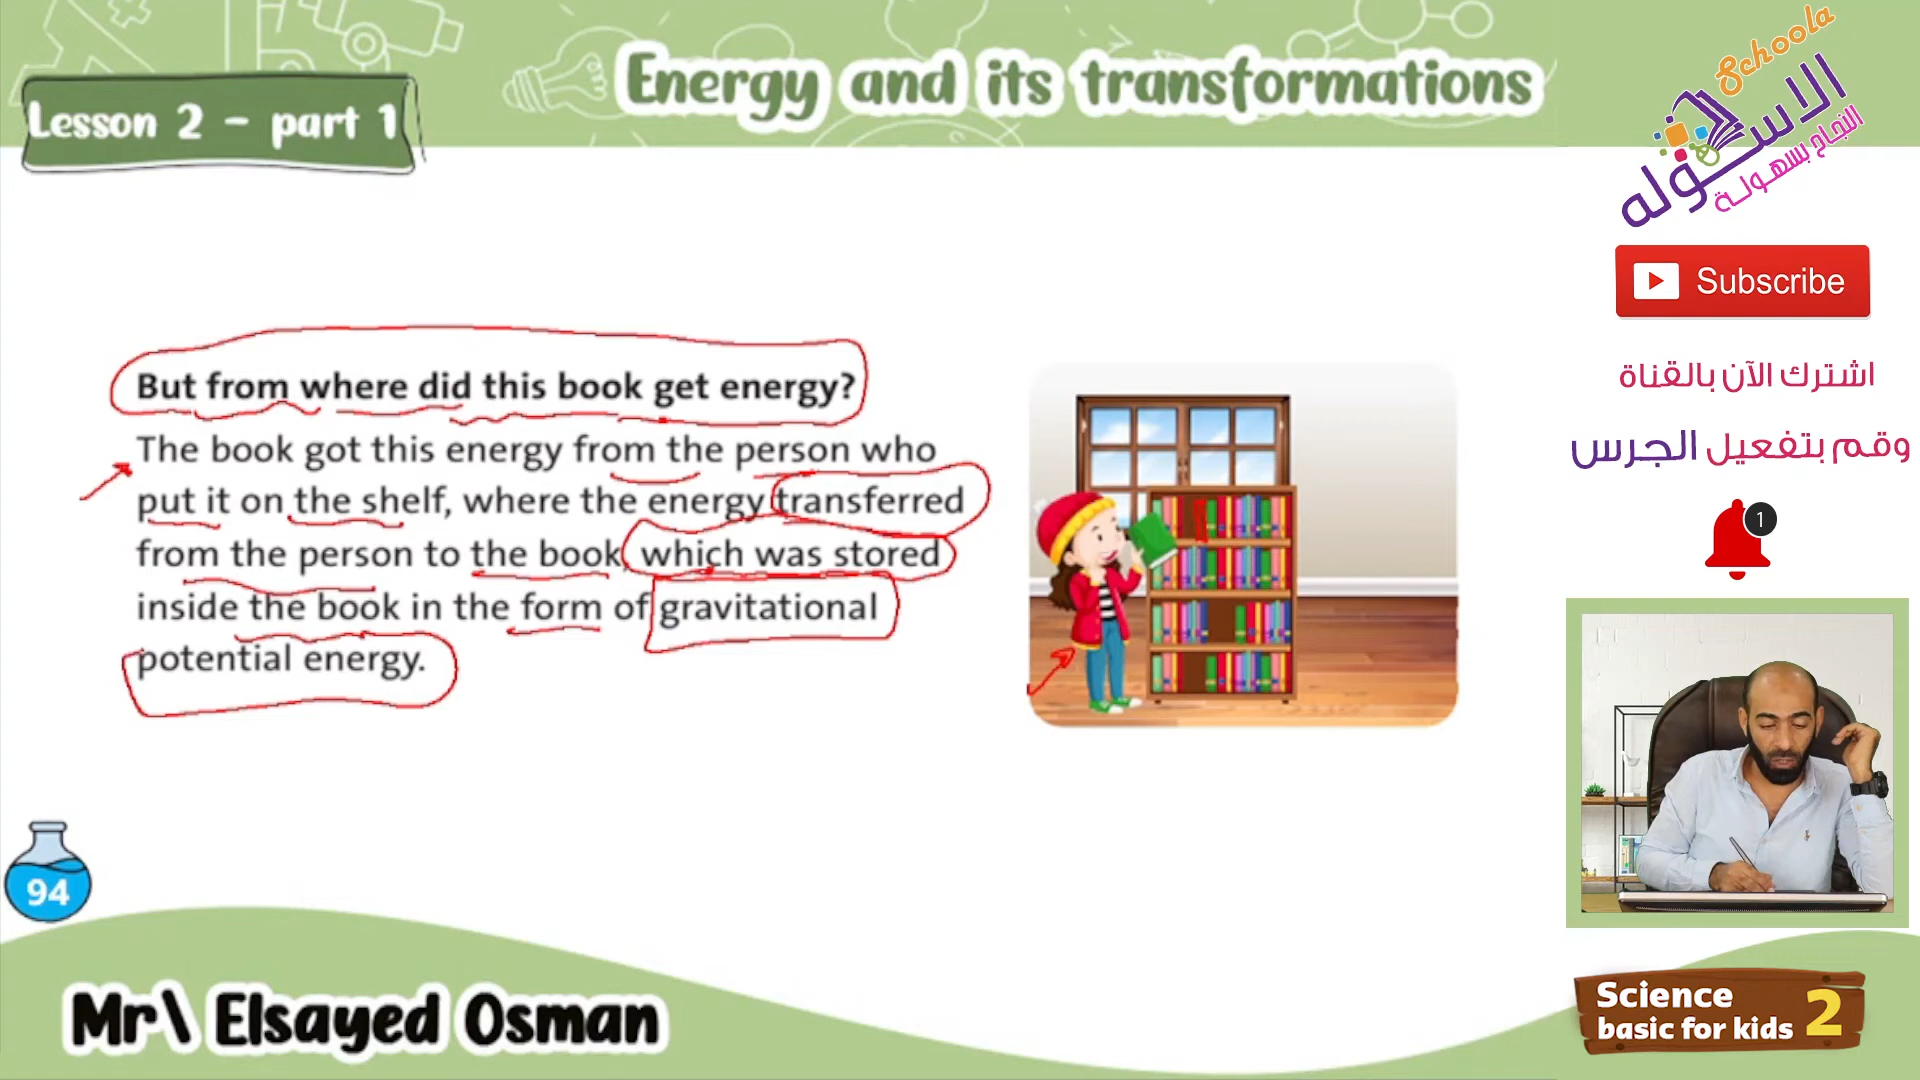 Energy and its transformations
Lesson 2 - part 1
Schoola
الاسكوله
النجاح بسهولة
Subscribe
اشترك الآن بالقناة
وقم بتفعيل الجرس
1
But from where did this book get energy?
The book got this energy from the person who
put it on the shelf, where the energy transferred
from the person to the book, which was stored
inside the book in the form of gravitational
potential energy.
94
Mr\ Elsayed Osman
Science
basic for kids 2